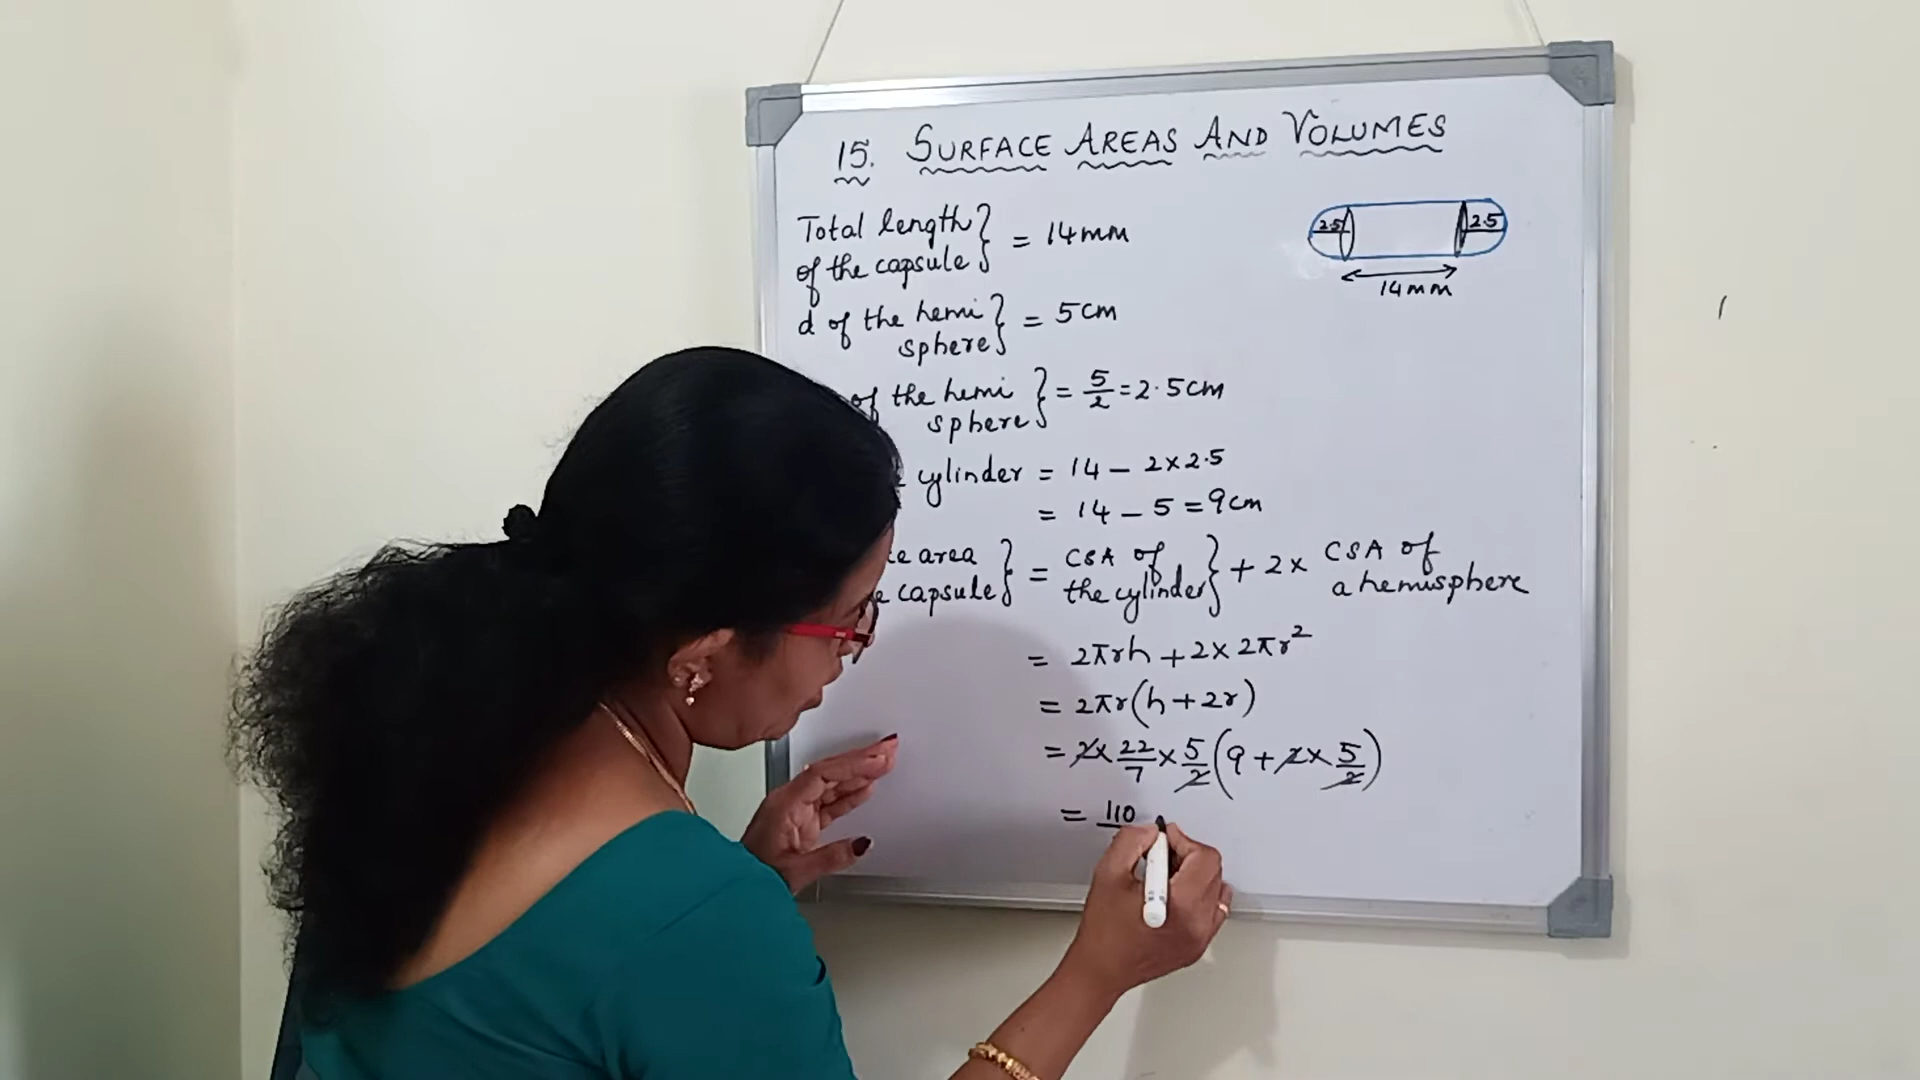 15. SURFACE AREAS AND VOLUMES
Total length
of the capsule } = 14mm
2.5 2.5
14mm
d of the hemi
sphere } = 5cm
of the hemi
sphere } = 5/2 = 2.5cm
cylinder = 14 - 2×2.5
= 14 - 5 = 9cm
area
capsule } = CSA of
the cylinder } + 2× CSA of
a hemisphere
= 2πrh + 2×2πr²
= 2πr(h+2r)
= 2×22/7×5/2(9+2×5/2)
= 110